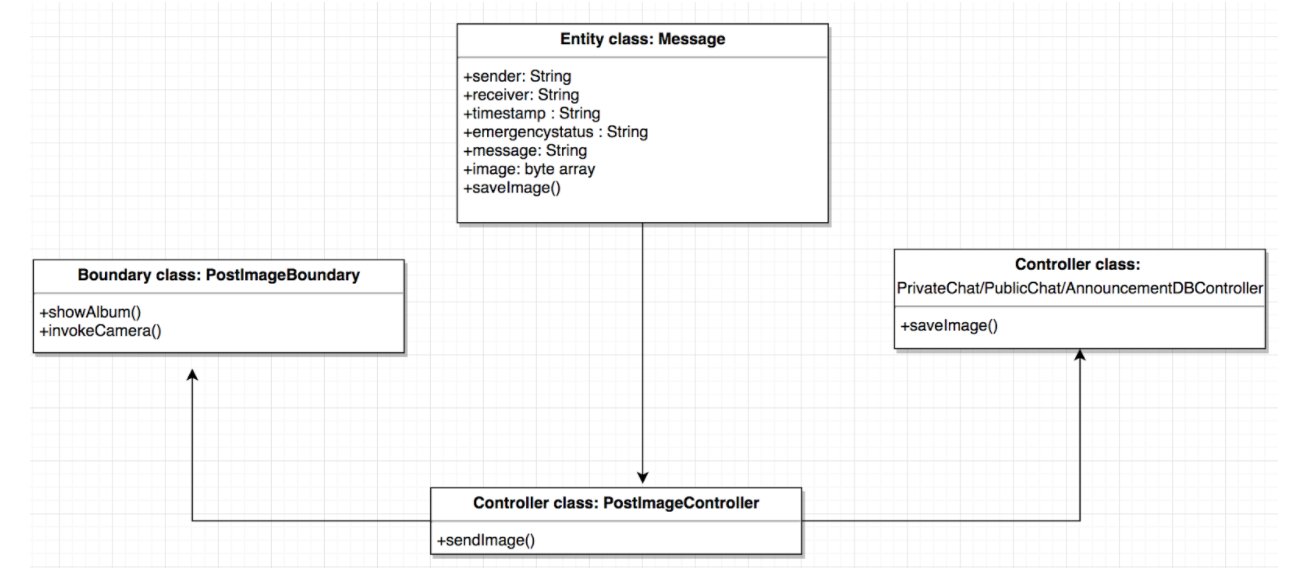 Entity class: Message
+sender: String
+receiver: String
+timestamp : String
+emergencystatus : String
+message: String
+image: byte array
+saveImage()
Boundary class: PostImageBoundary
+showAlbum()
+invokeCamera()
Controller class:
PrivateChat/PublicChat/AnnouncementDBController
+saveImage()
Controller class: PostImageController
+sendImage()